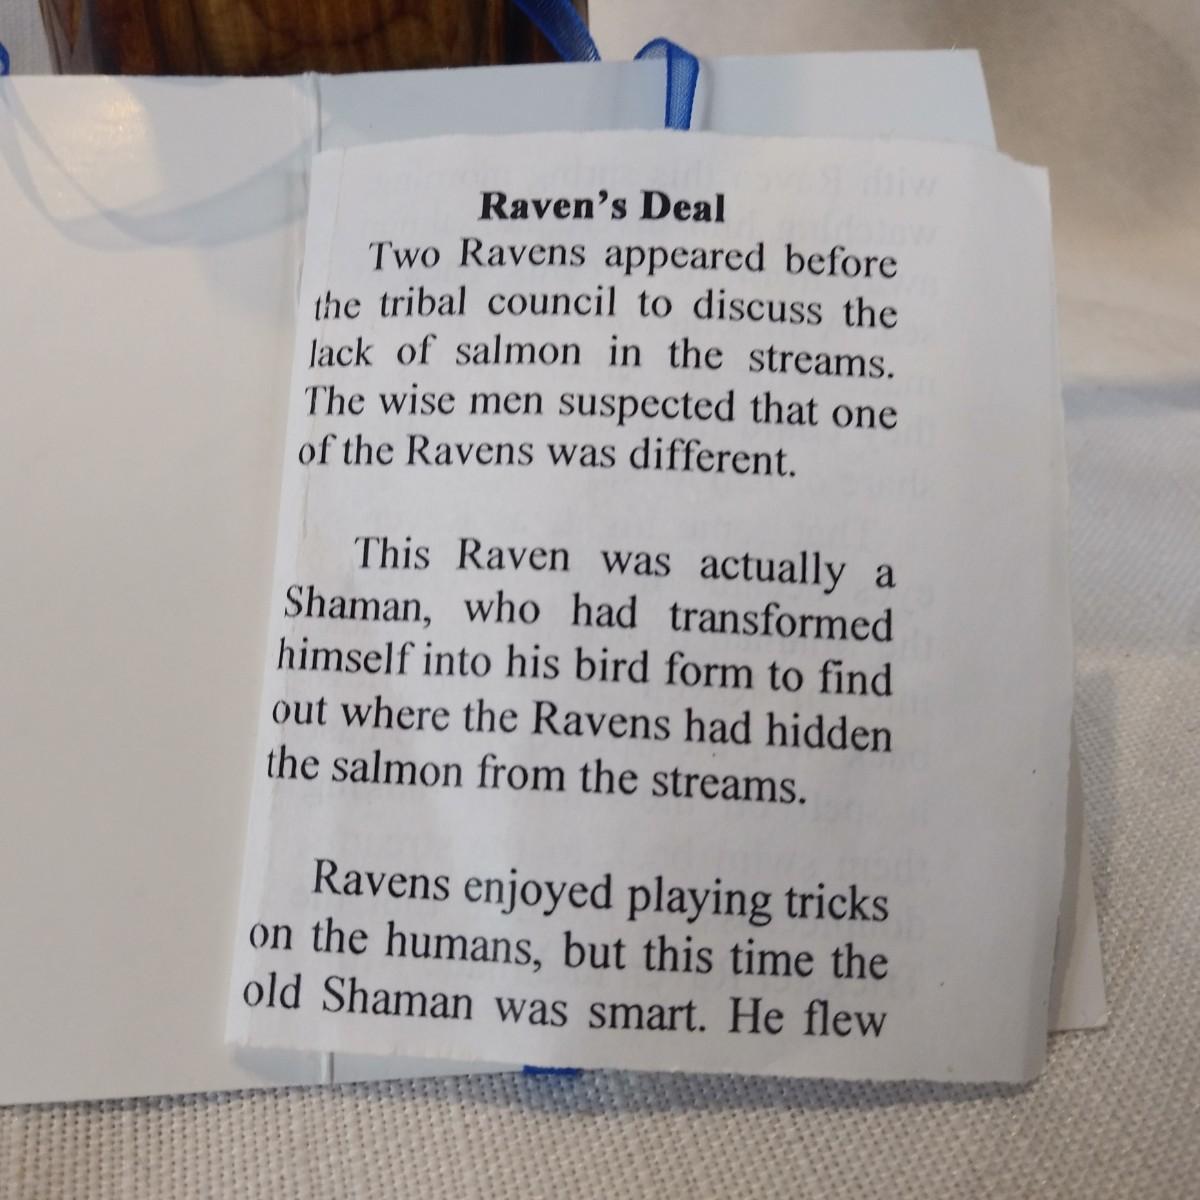 Raven's Deal
Two Ravens appeared before
the tribal council to discuss the
lack of salmon in the streams.
The wise men suspected that one
of the Ravens was different.
This Raven was actually a
Shaman, who had transformed
himself into his bird form to find
out where the Ravens had hidden
the salmon from the streams.
Ravens enjoyed playing tricks
on the humans, but this time the
old Shaman was smart. He flew